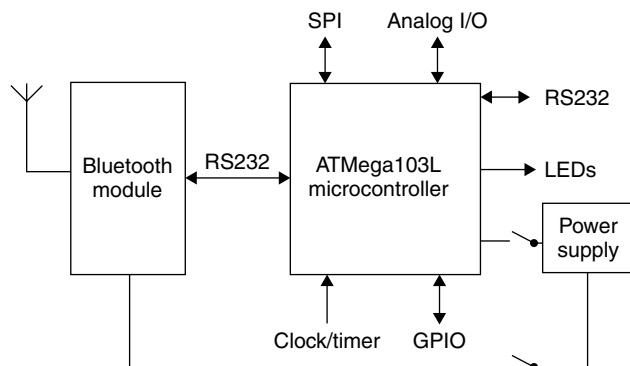 SPI
Analog I/O
RS232
Bluetooth
module
RS232
ATMega103L
microcontroller
LEDs
Power
supply
Clock/timer
GPIO